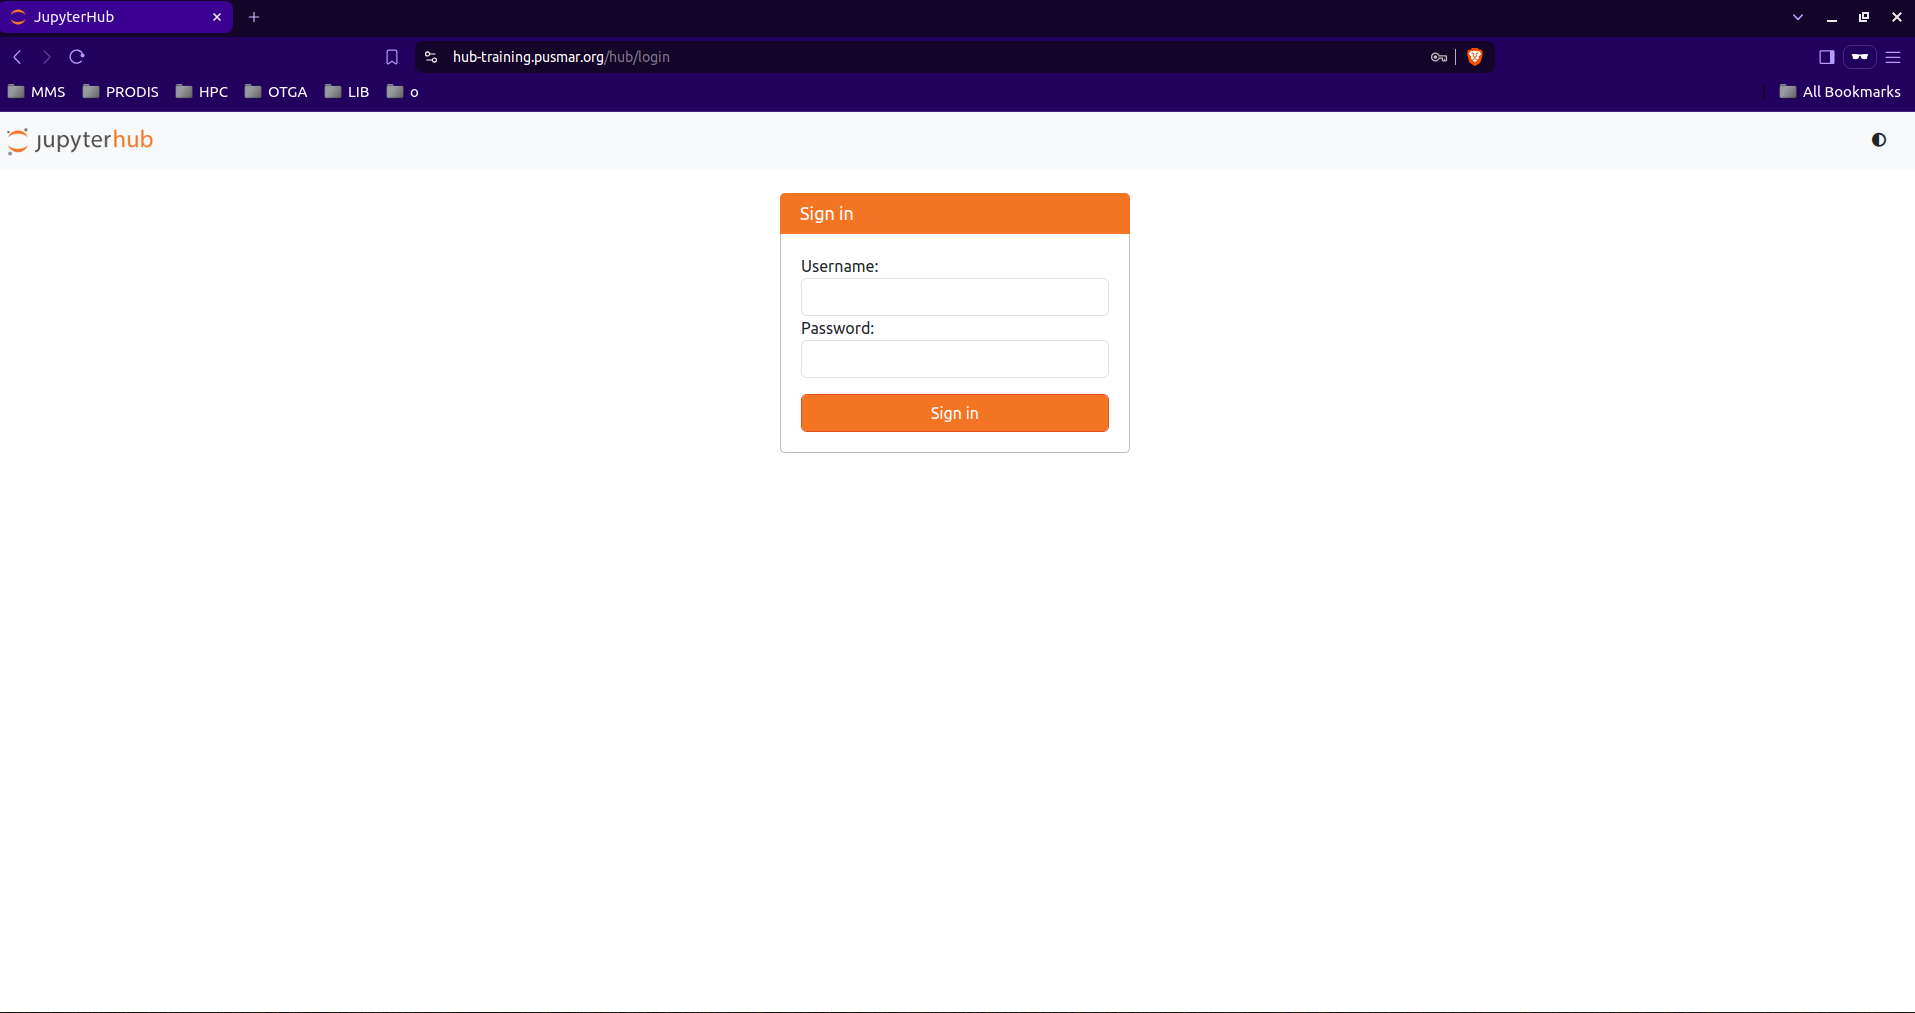 JupyterHub
hub-training.pusmar.org/hub/login
MMS PRODIS HPC OTGA LIB o All Bookmarks
jupyterhub
Sign in
Username:
Password:
Sign in